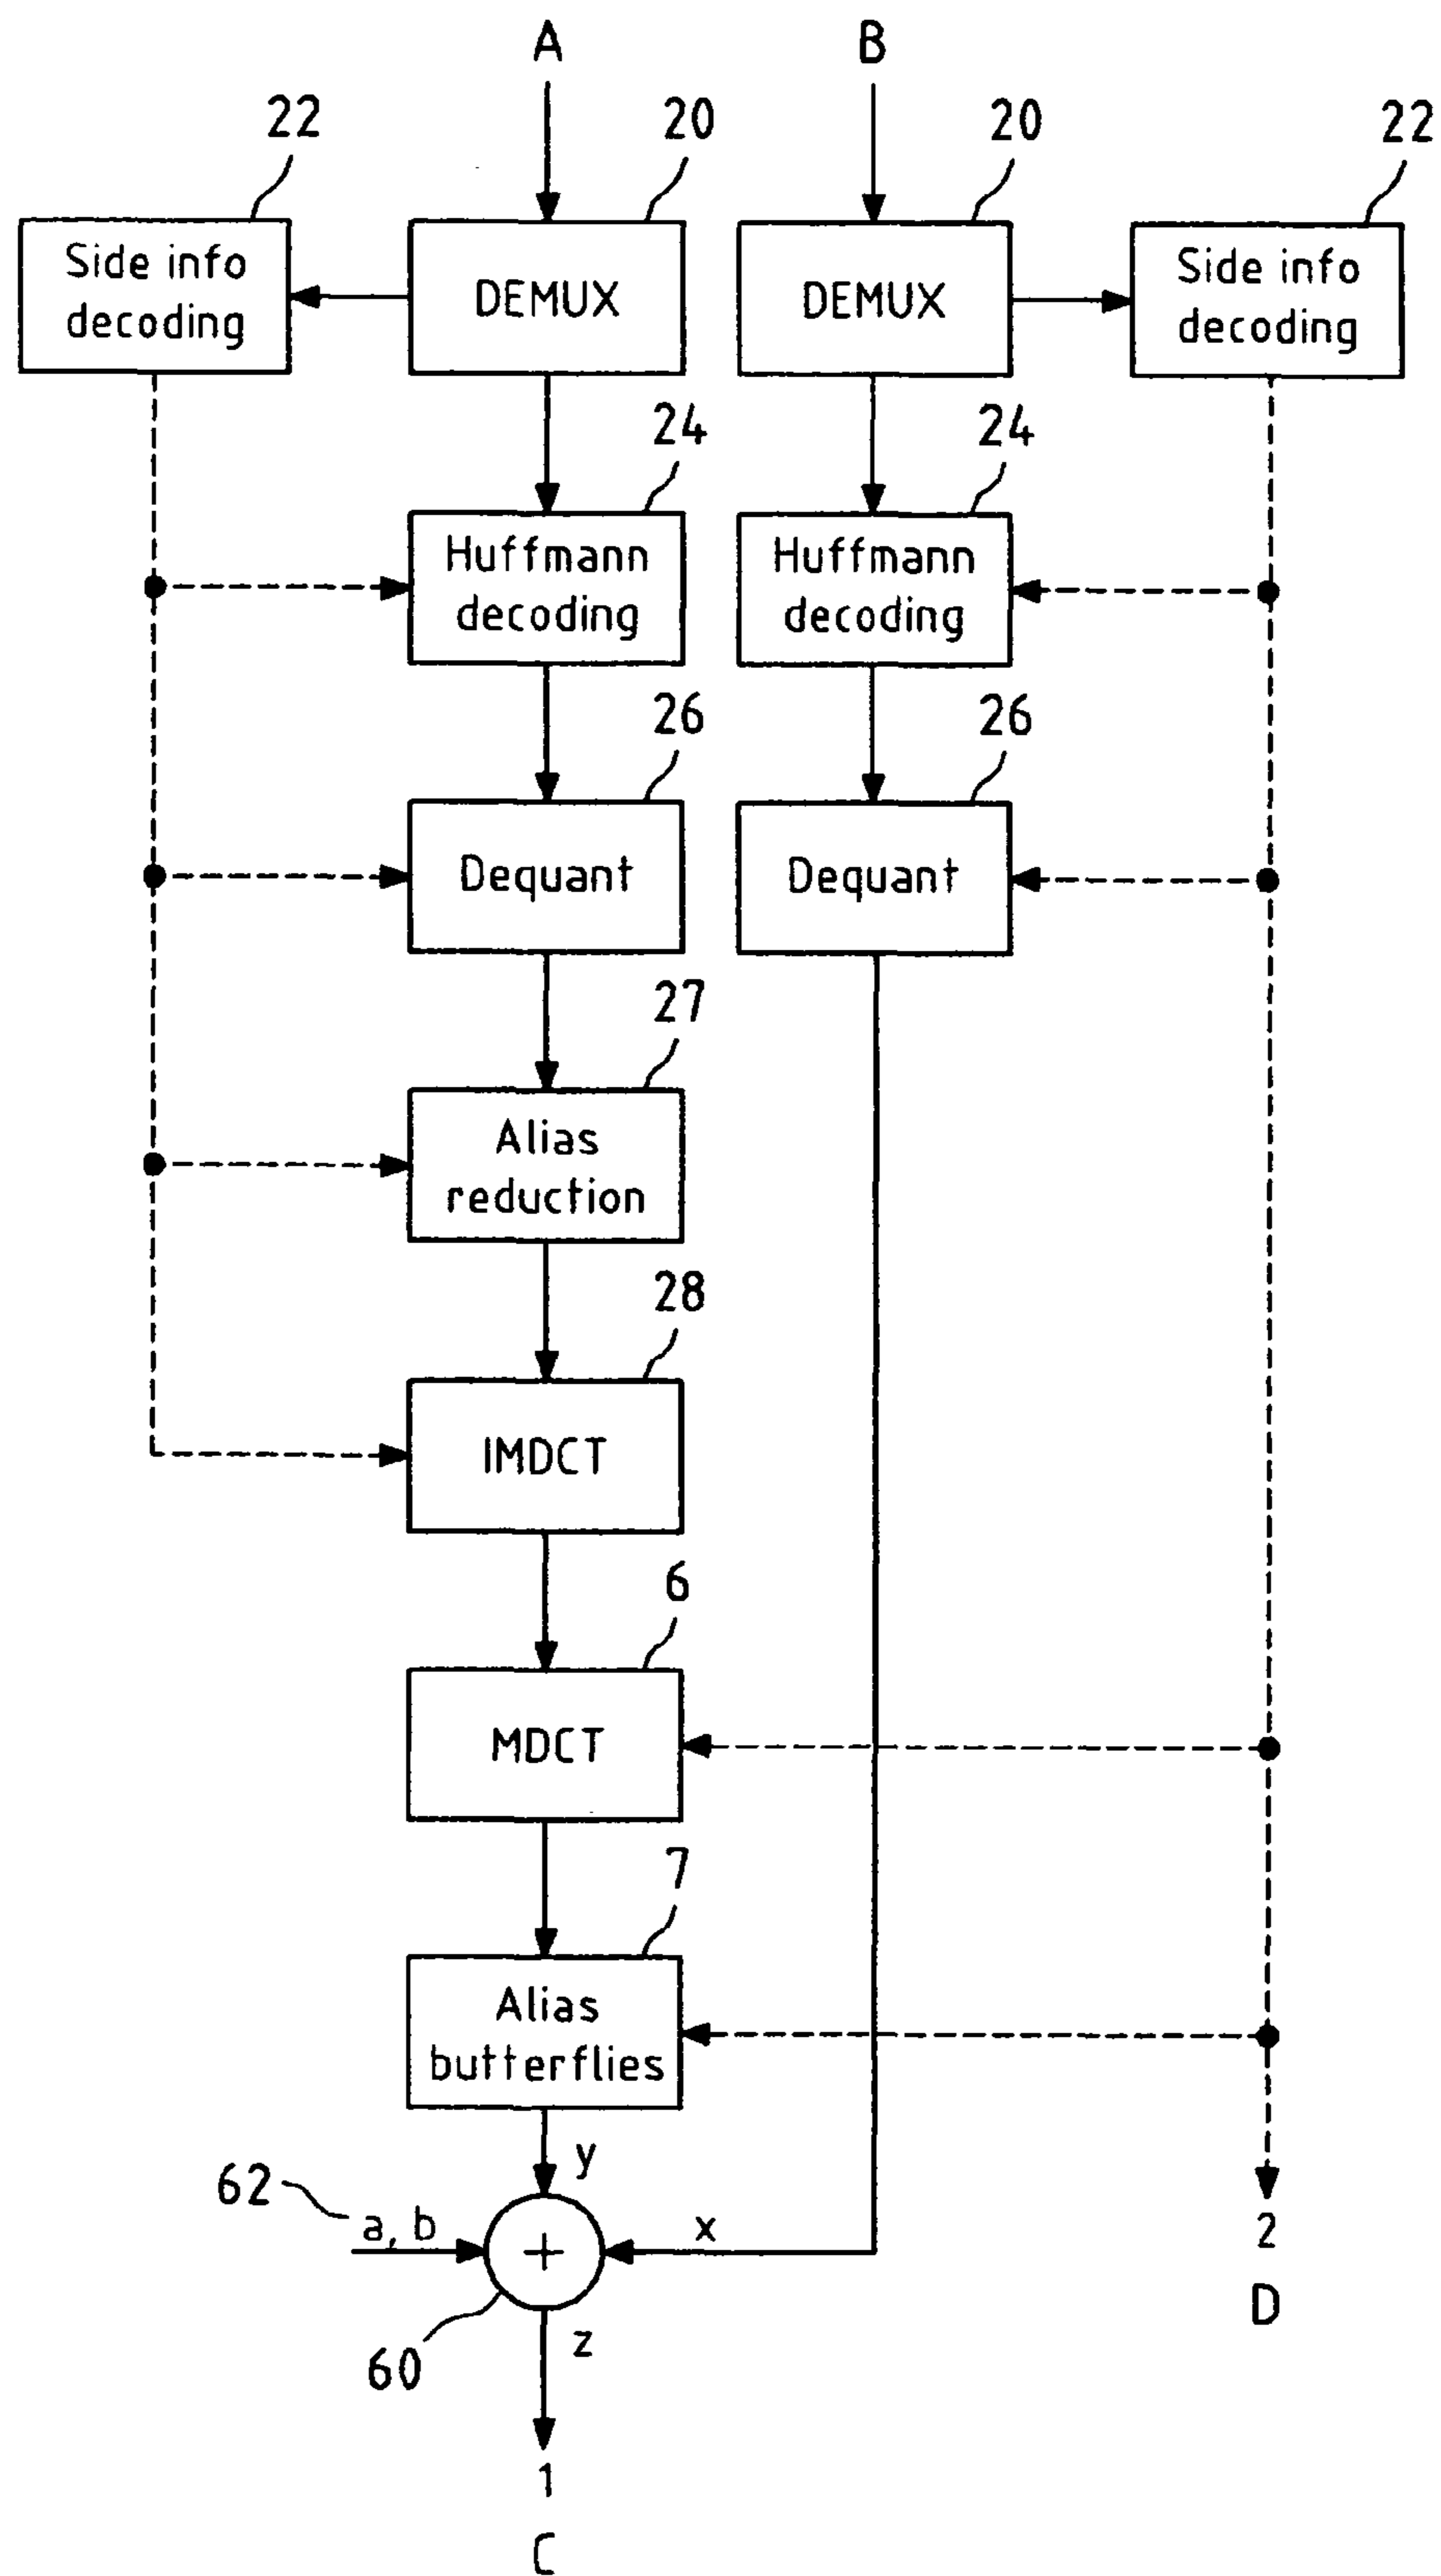 A B
22 20 20 22
Side info
decoding
DEMUX
DEMUX
Side info
decoding
24 24
Huffmann
decoding
Huffmann
decoding
26 26
Dequant
Dequant
27
Alias
reduction
28
IMDCT
6
MDCT
7
Alias
butterflies
y
62
a, b
+
x
2
D
60
z
1
C